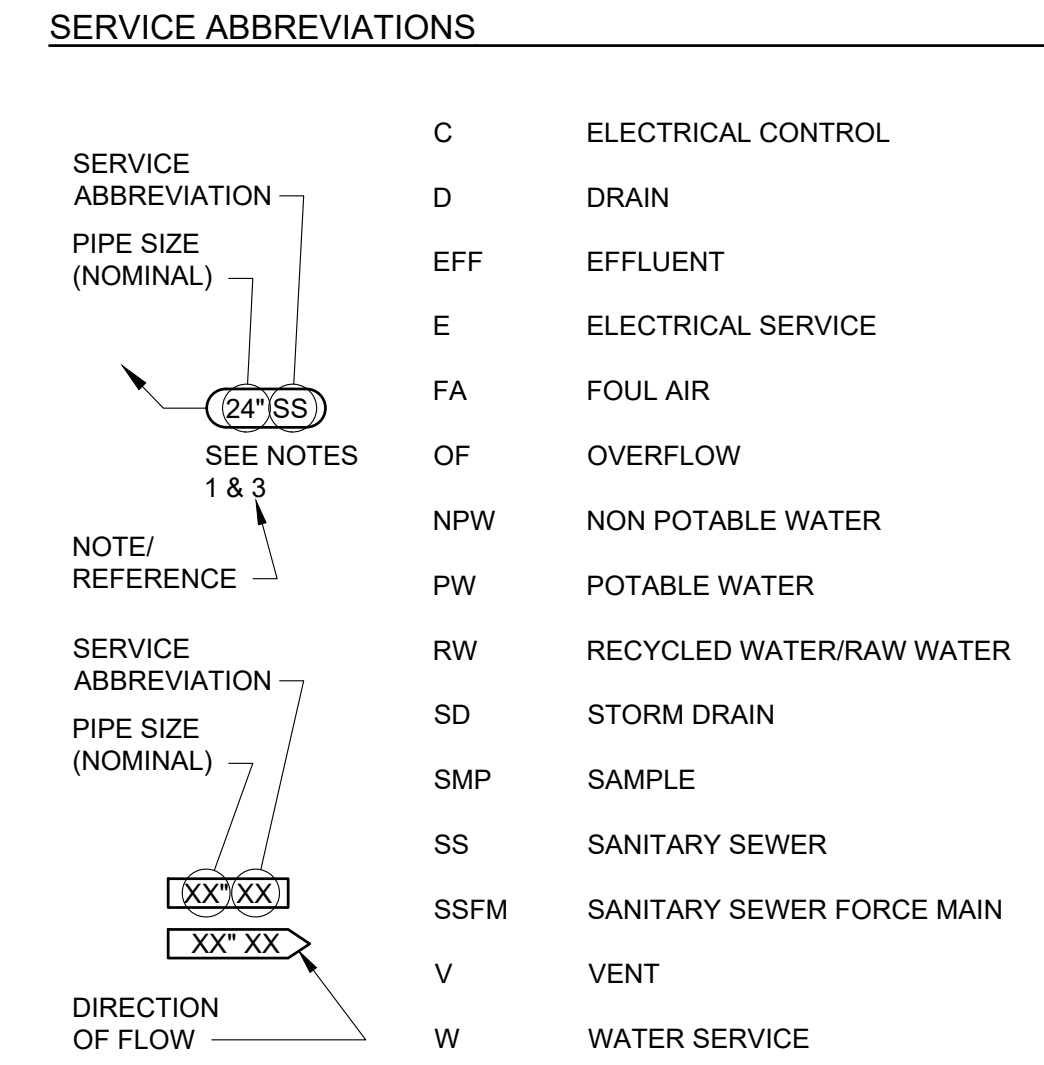 SERVICE ABBREVIATIONS
SERVICE
ABBREVIATION
PIPE SIZE
(NOMINAL)
24" SS
SEE NOTES
1 & 3
NOTE/
REFERENCE
SERVICE
ABBREVIATION
PIPE SIZE
(NOMINAL)
XX" XX
XX" XX
DIRECTION
OF FLOW
C ELECTRICAL CONTROL
D DRAIN
EFF EFFLUENT
E ELECTRICAL SERVICE
FA FOUL AIR
OF OVERFLOW
NPW NON POTABLE WATER
PW POTABLE WATER
RW RECYCLED WATER/RAW WATER
SD STORM DRAIN
SMP SAMPLE
SS SANITARY SEWER
SSFM SANITARY SEWER FORCE MAIN
V VENT
W WATER SERVICE